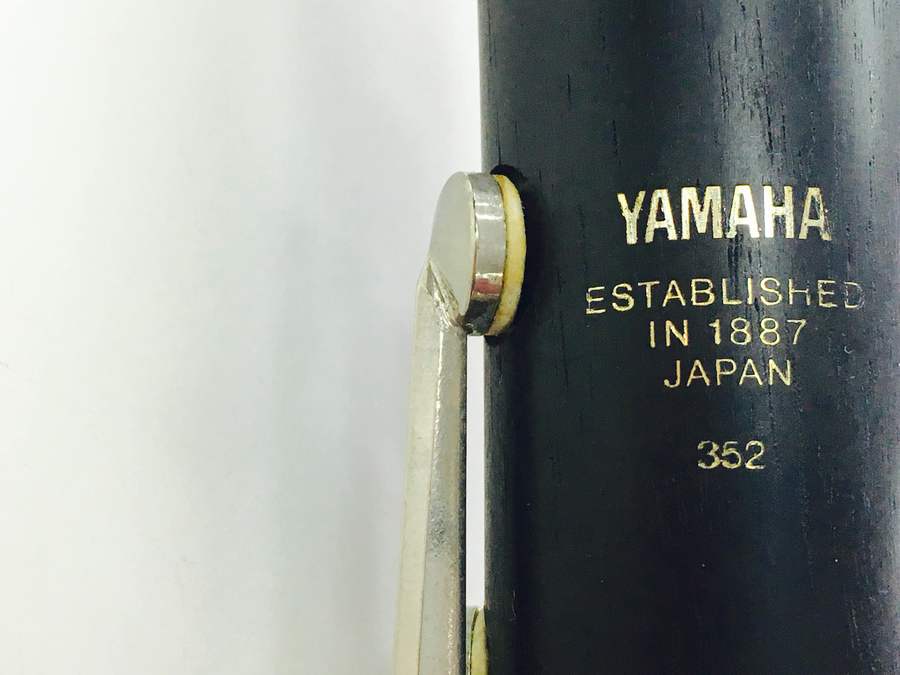 YAMAHA
ESTABLISHED
IN 1887
JAPAN
352